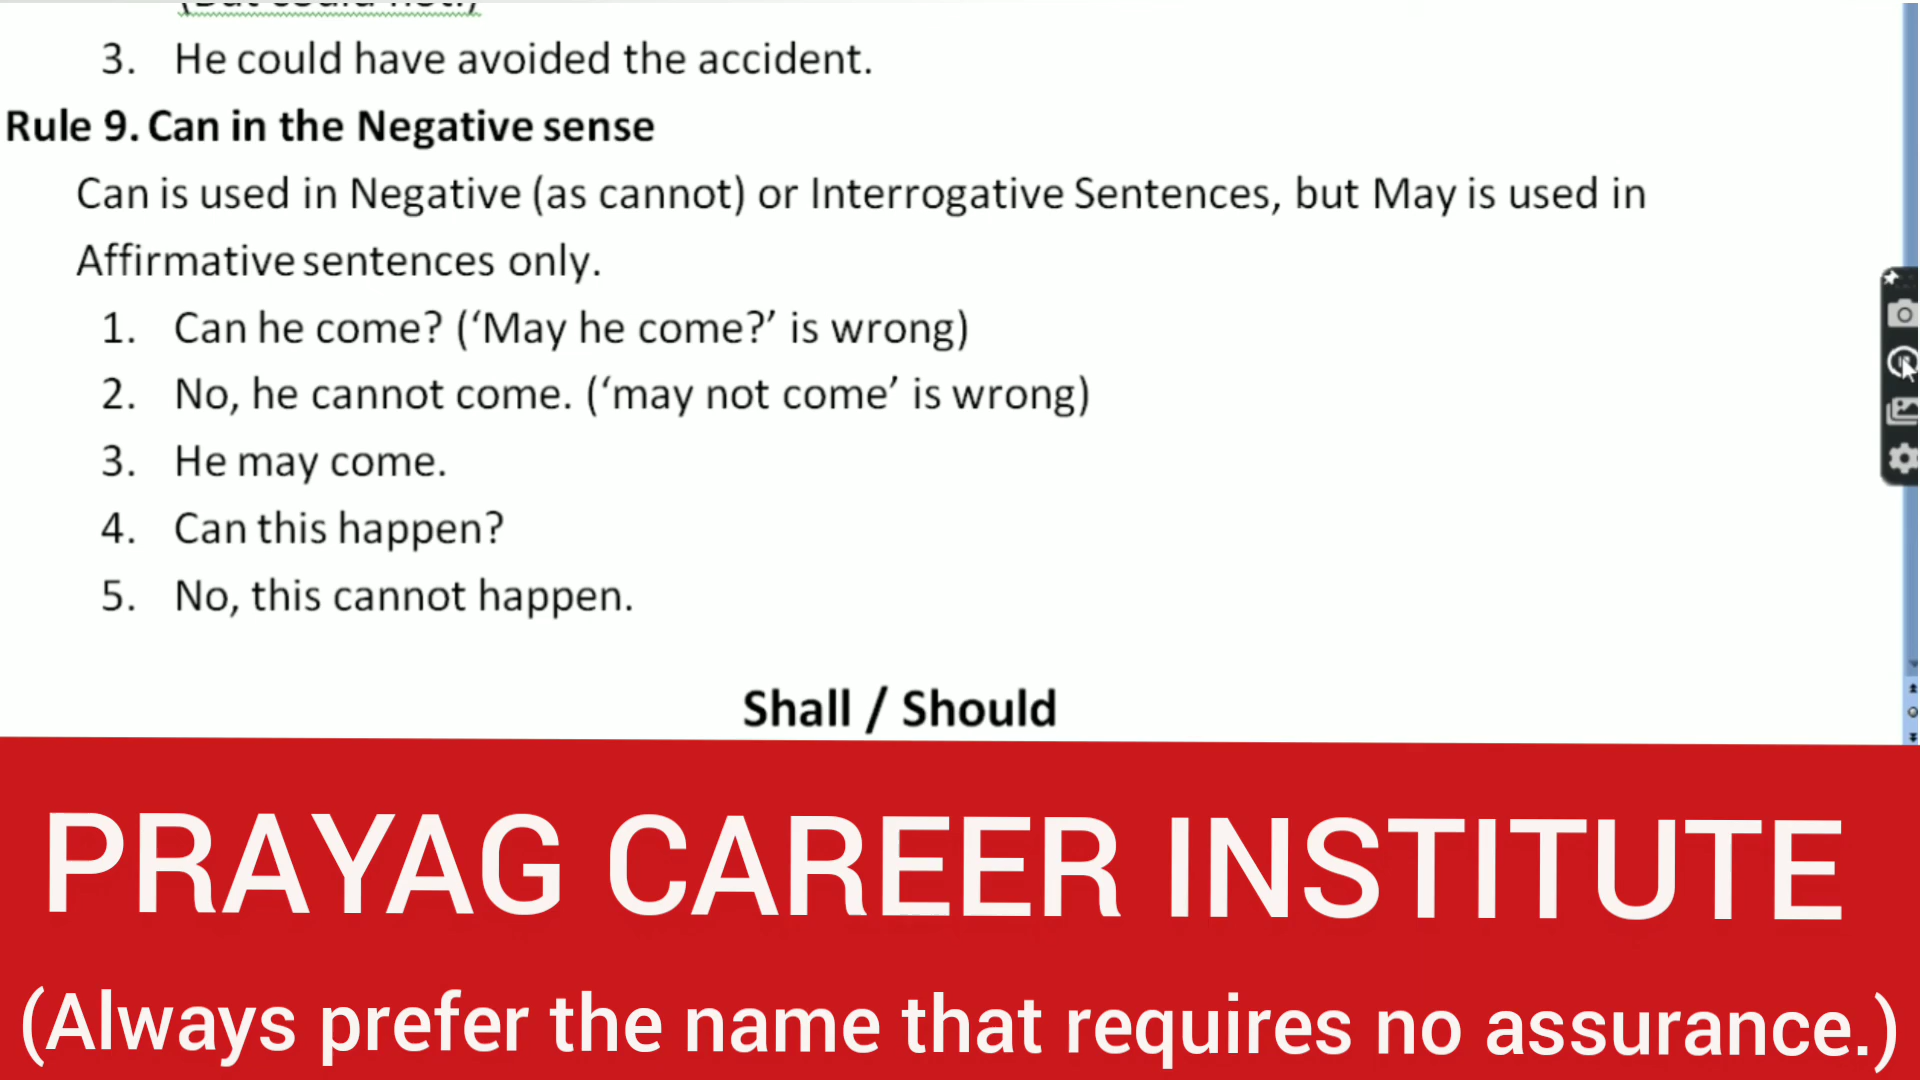 3. He could have avoided the accident.
Rule 9. Can in the Negative sense
Can is used in Negative (as cannot) or Interrogative Sentences, but May is used in
Affirmative sentences only.
1. Can he come? (‘May he come?’ is wrong)
2. No, he cannot come. (‘may not come’ is wrong)
3. He may come.
4. Can this happen?
5. No, this cannot happen.
Shall / Should
PRAYAG CAREER INSTITUTE
(Always prefer the name that requires no assurance.)